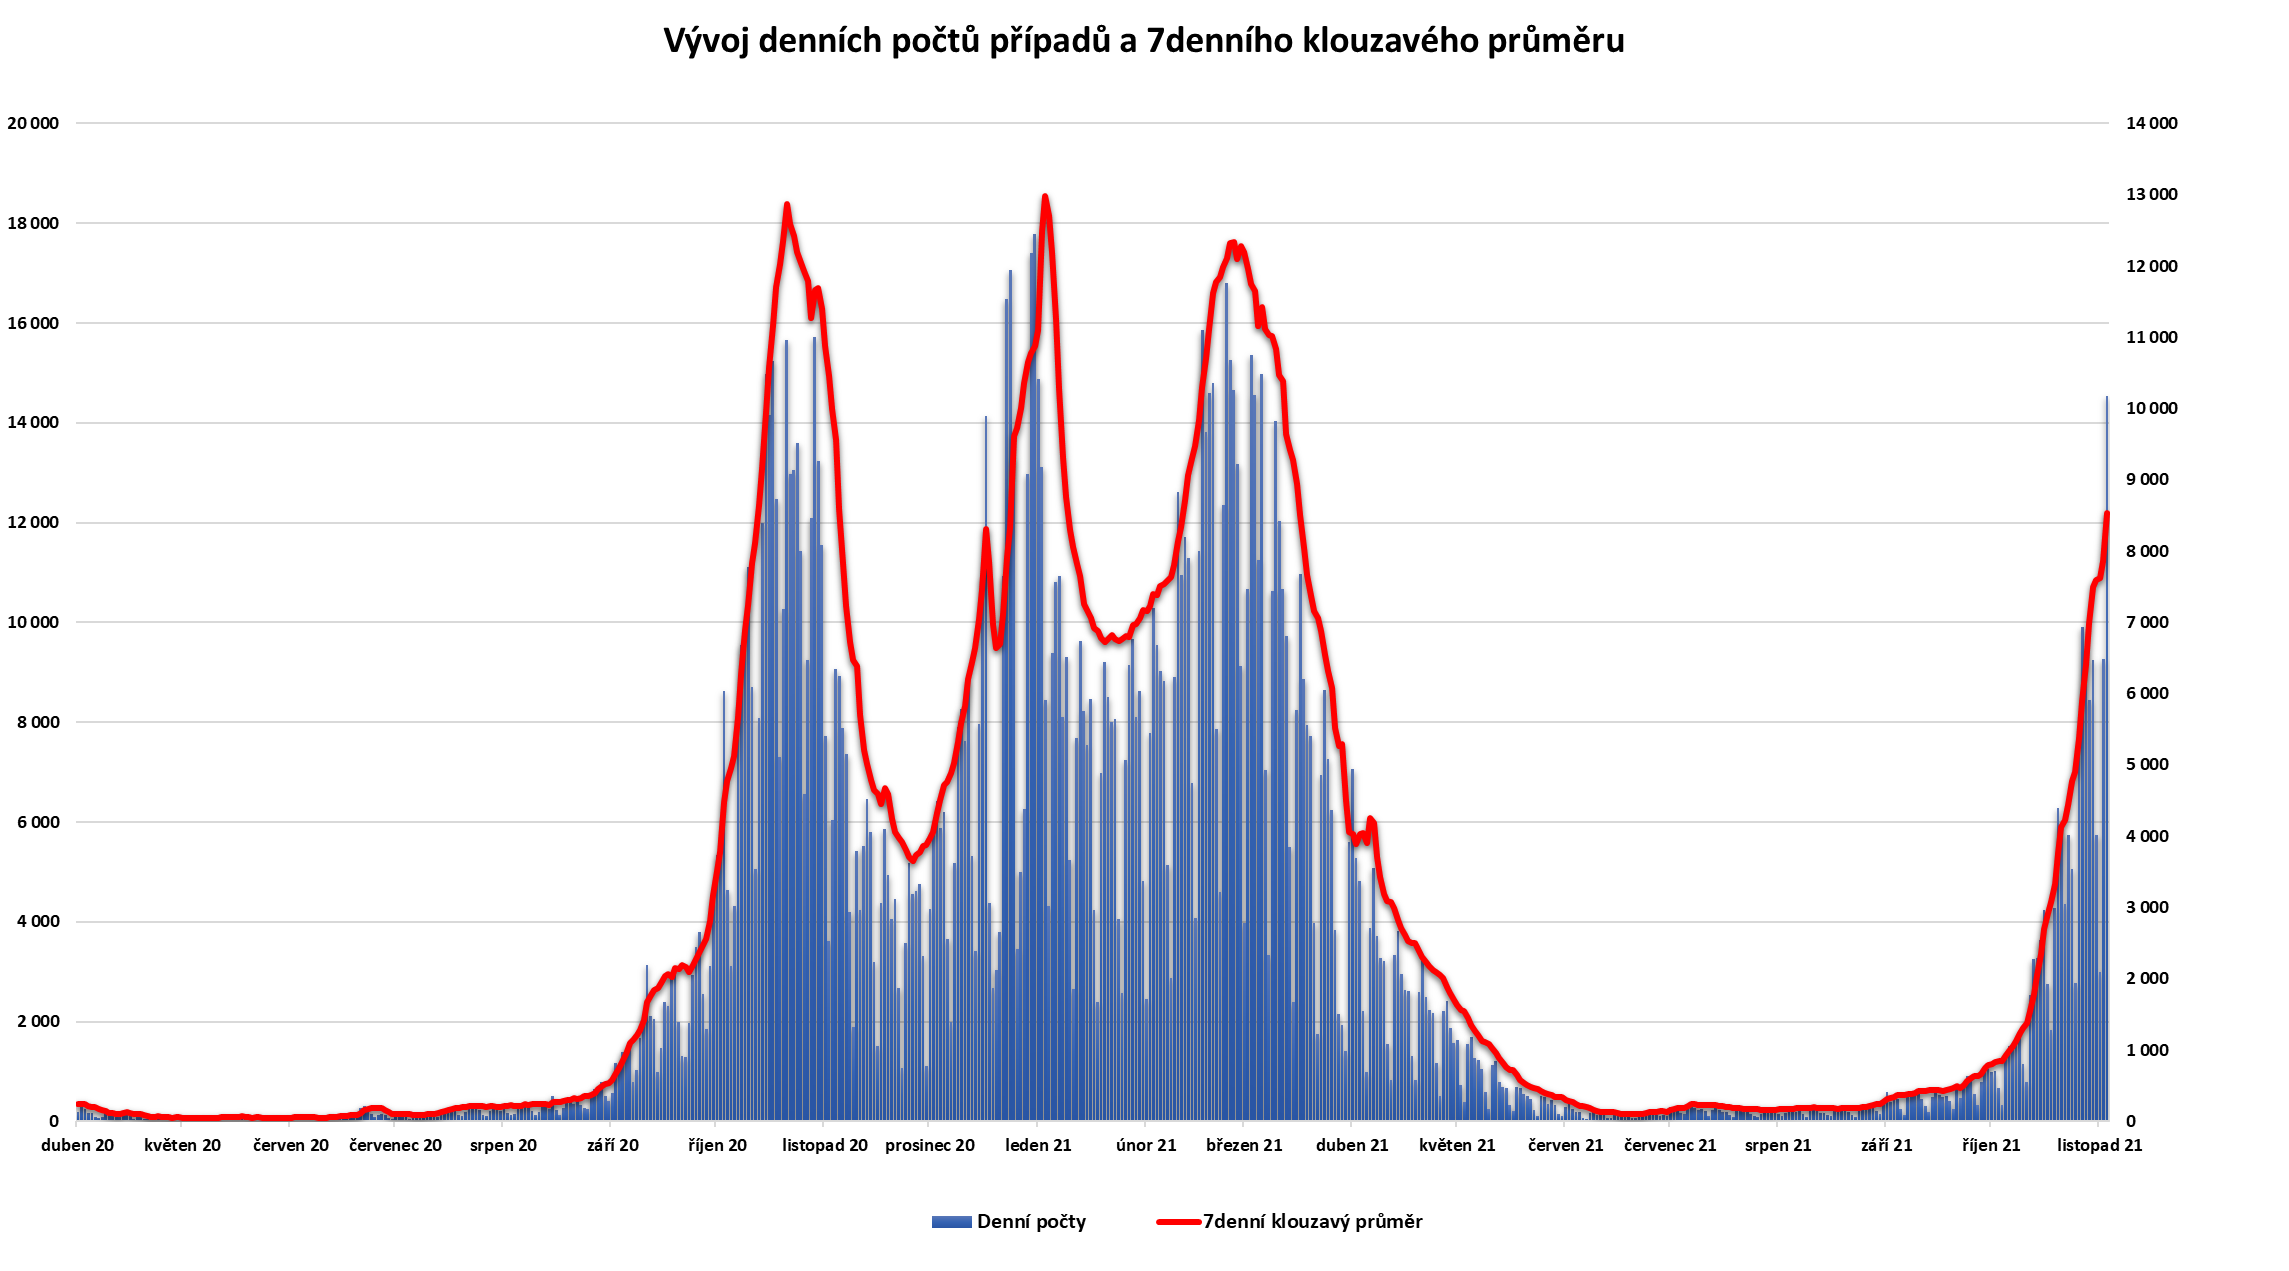 Vývoj denních počtů případů a 7denního klouzavého průměru
20 000
18 000
16 000
14 000
12 000
10 000
8 000
6 000
4 000
2 000
0
14 000
13 000
12 000
11 000
10 000
9 000
8 000
7 000
6 000
5 000
4 000
3 000
2 000
1 000
0
duben 20
květen 20
červen 20
červenec 20
srpen 20
září 20
říjen 20
listopad 20
prosinec 20
leden 21
únor 21
březen 21
duben 21
květen 21
červen 21
červenec 21
srpen 21
září 21
říjen 21
listopad 21
Denní počty
7denní klouzavý průměr